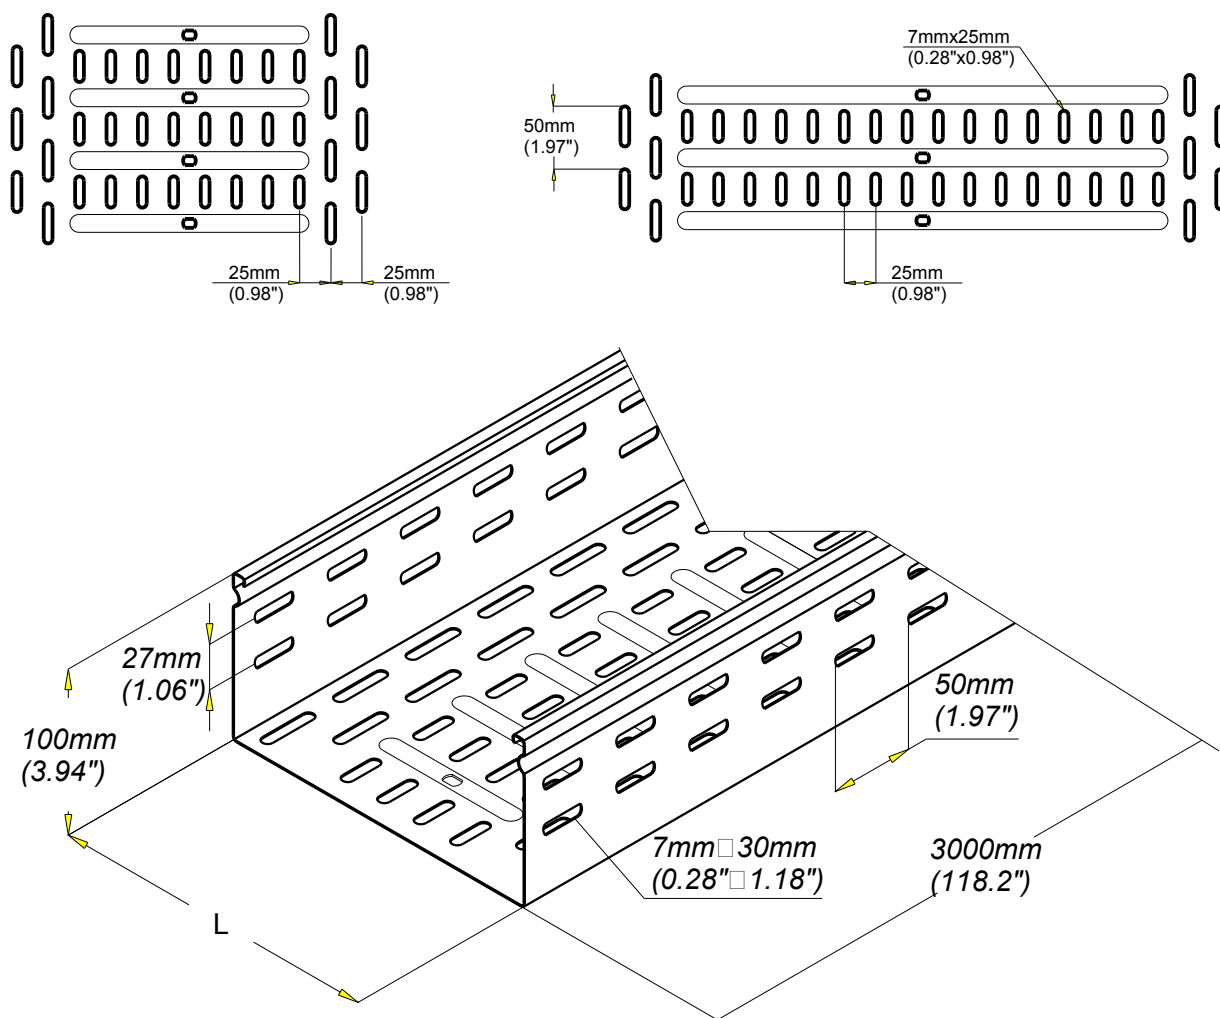 7mmx25mm
(0.28"x0.98")
50mm
(1.97")
25mm
(0.98")
25mm
(0.98")
25mm
(0.98")
27mm
(1.06")
100mm
(3.94")
50mm
(1.97")
7mm□30mm
(0.28"□1.18")
3000mm
(118.2")
L